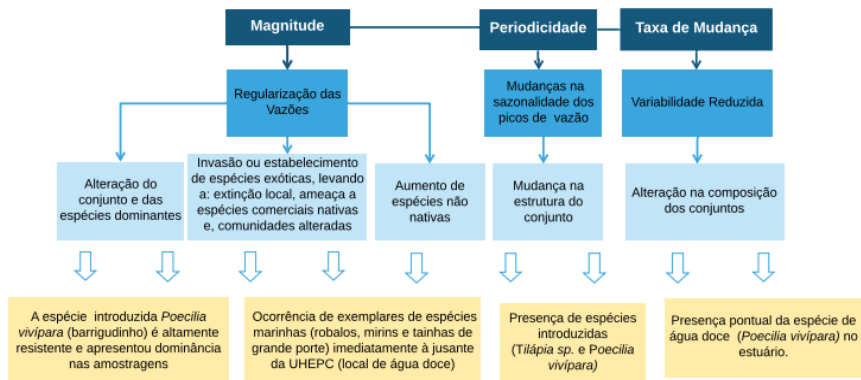 Magnitude
Periodicidade
Taxa de Mudança
Regularização das
Vazões
Mudanças na
sazonalidade dos
picos de vazão
Variabilidade Reduzida
Alteração do
conjunto e das
espécies dominantes
Invasão ou estabelecimento
de espécies exóticas, levando
a: extinção local, ameaça a
espécies comerciais nativas
e, comunidades alteradas
Aumento de
espécies não
nativas
Mudança na
estrutura do
conjunto
Alteração na composição
dos conjuntos
A espécie introduzida Poecilia
vivípara (barrigudinho) é altamente
resistente e apresentou dominância
nas amostragens
Ocorrência de exemplares de espécies
marinhas (robalos, mirins e tainhas de
grande porte) imediatamente à jusante
da UHEPC (local de água doce)
Presença de espécies
introduzidas
(Tilápia sp. e Poecilia
vivípara)
Presença pontual da espécie de
água doce (Poecilia vivípara) no
estuário.